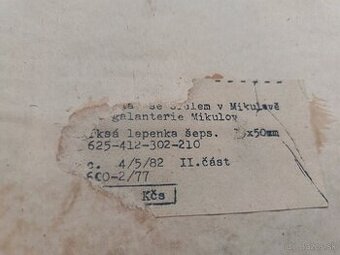 se sídlem v Mikulově
galanterie Mikulov
lepenka šeps. x50mm
625-412-302-210
č. 4/5/82 II.část
600-2/77
Kčs